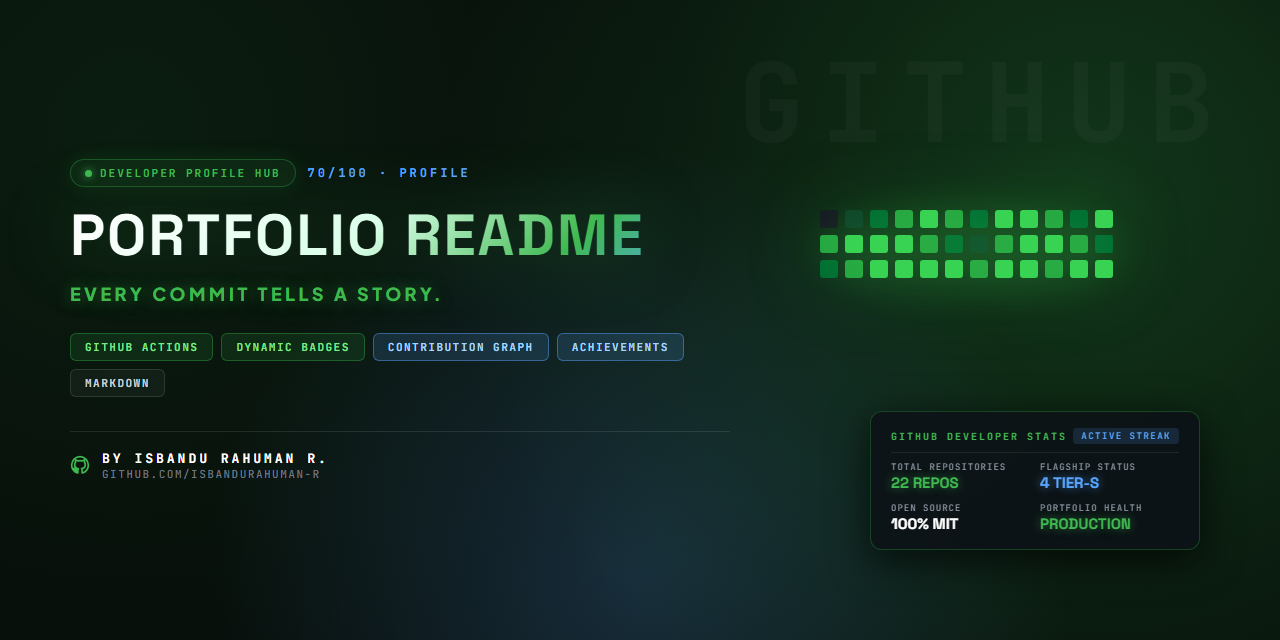 GITHUB
DEVELOPER PROFILE HUB
70/100 · PROFILE
PORTFOLIO README
EVERY COMMIT TELLS A STORY.
GITHUB ACTIONS
DYNAMIC BADGES
CONTRIBUTION GRAPH
ACHIEVEMENTS
MARKDOWN
BY ISBANDU RAHUMAN R.
GITHUB.COM/ISBANDURAHUMAN-R
GITHUB DEVELOPER STATS
ACTIVE STREAK
TOTAL REPOSITORIES
22 REPOS
FLAGSHIP STATUS
4 TIER-S
OPEN SOURCE
100% MIT
PORTFOLIO HEALTH
PRODUCTION